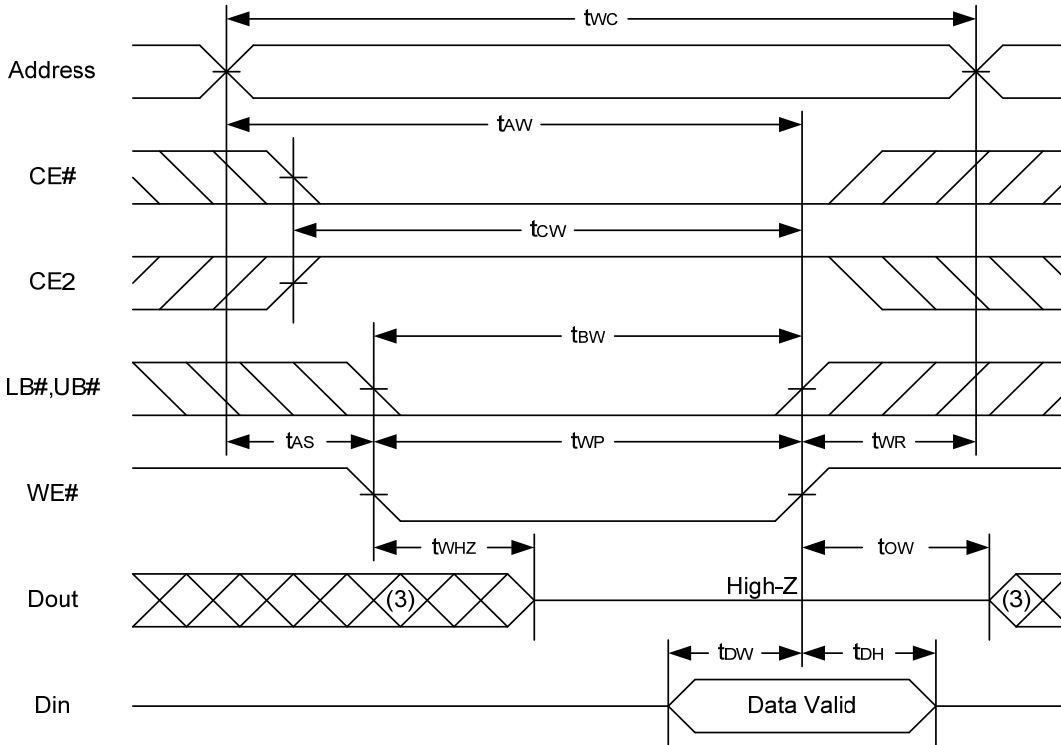 tWC
Address
tAW
CE#
tCW
CE2
tBW
LB#,UB#
tAS
tWP
tWR
WE#
tWHZ
tOW
Dout
(3)
High-Z
(3)
tDW
tDH
Din
Data Valid